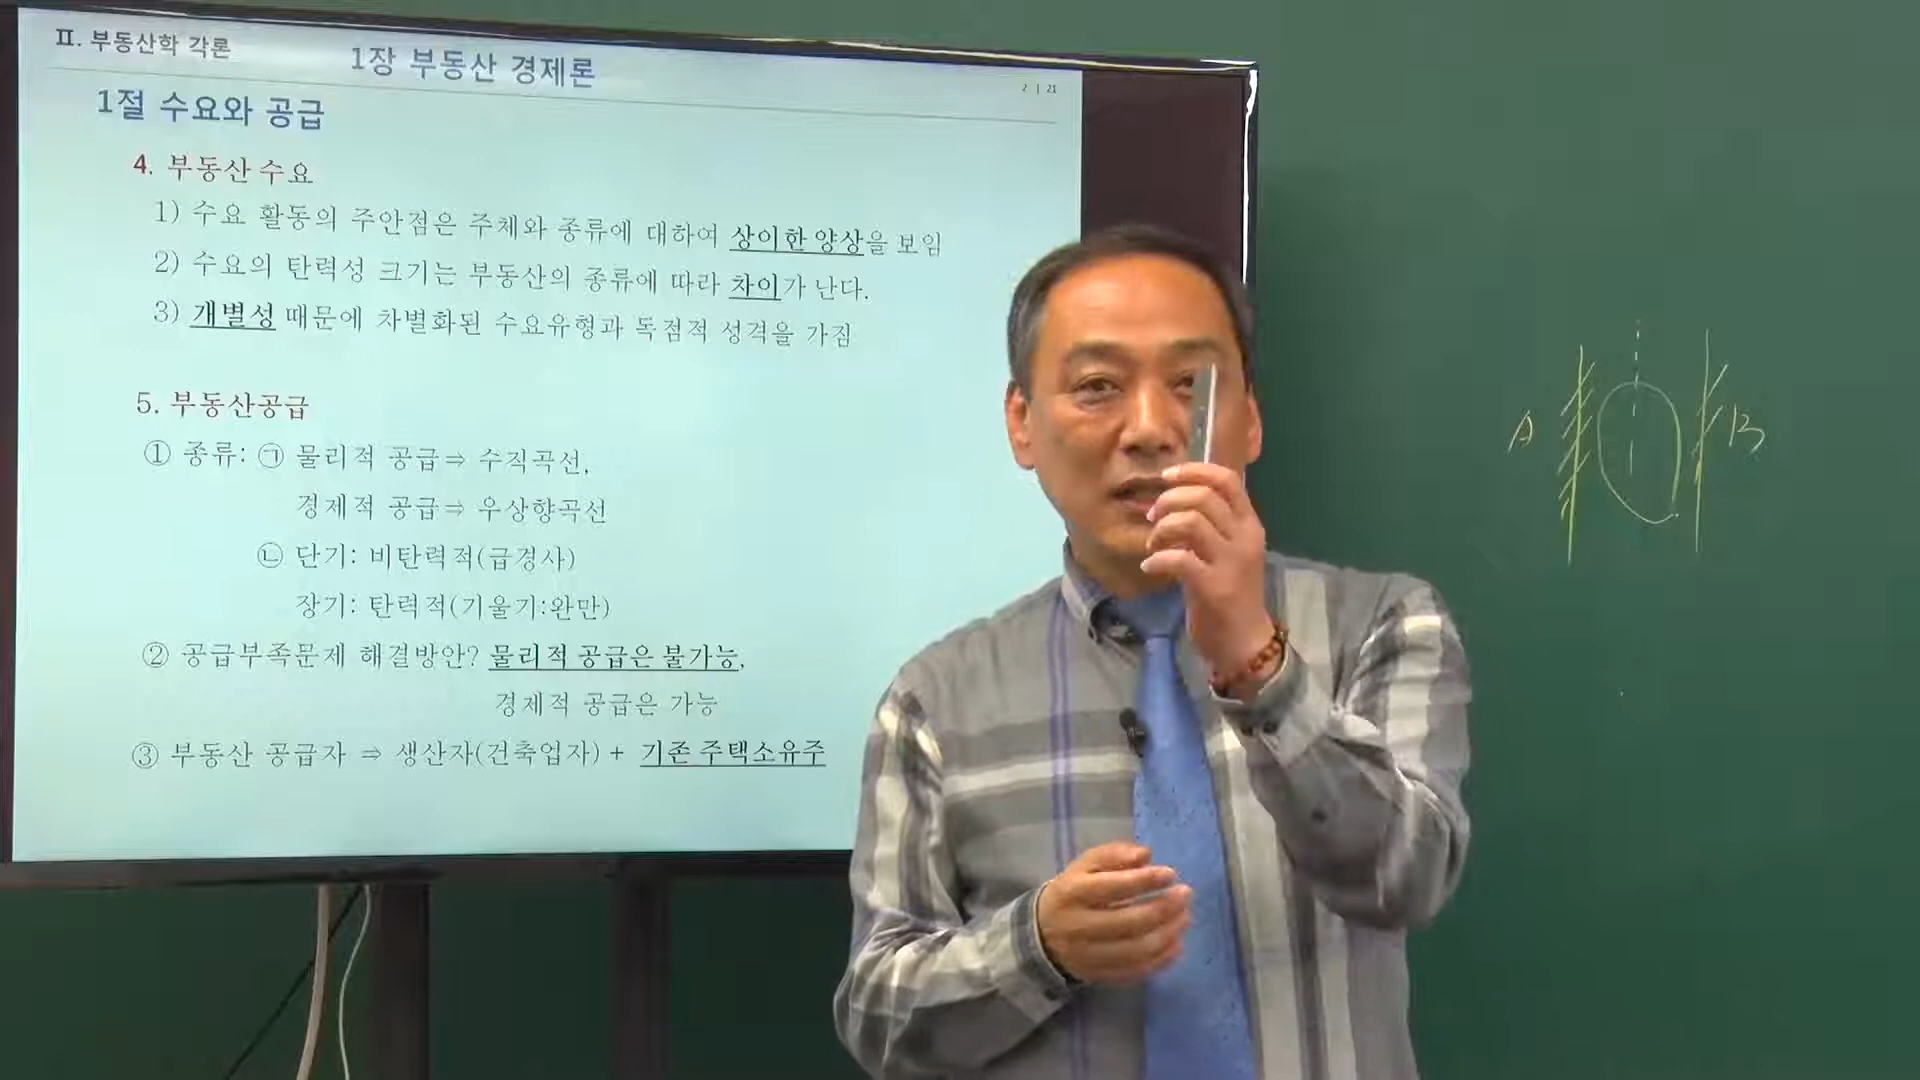 Ⅱ. 부동산학 각론
1장 부동산 경제론
2 | 21
1절 수요와 공급
4. 부동산 수요
1) 수요 활동의 주안점은 주체와 종류에 대하여 상이한 양상을 보임
2) 수요의 탄력성 크기는 부동산의 종류에 따라 차이가 난다.
3) 개별성 때문에 차별화된 수요유형과 독점적 성격을 가짐
5. 부동산공급
① 종류: ㉠ 물리적 공급⇒ 수직곡선,
경제적 공급⇒ 우상향곡선
㉡ 단기: 비탄력적(급경사)
장기: 탄력적(기울기:완만)
② 공급부족문제 해결방안? 물리적 공급은 불가능,
경제적 공급은 가능
③ 부동산 공급자 ⇒ 생산자(건축업자) + 기존 주택소유주
A B